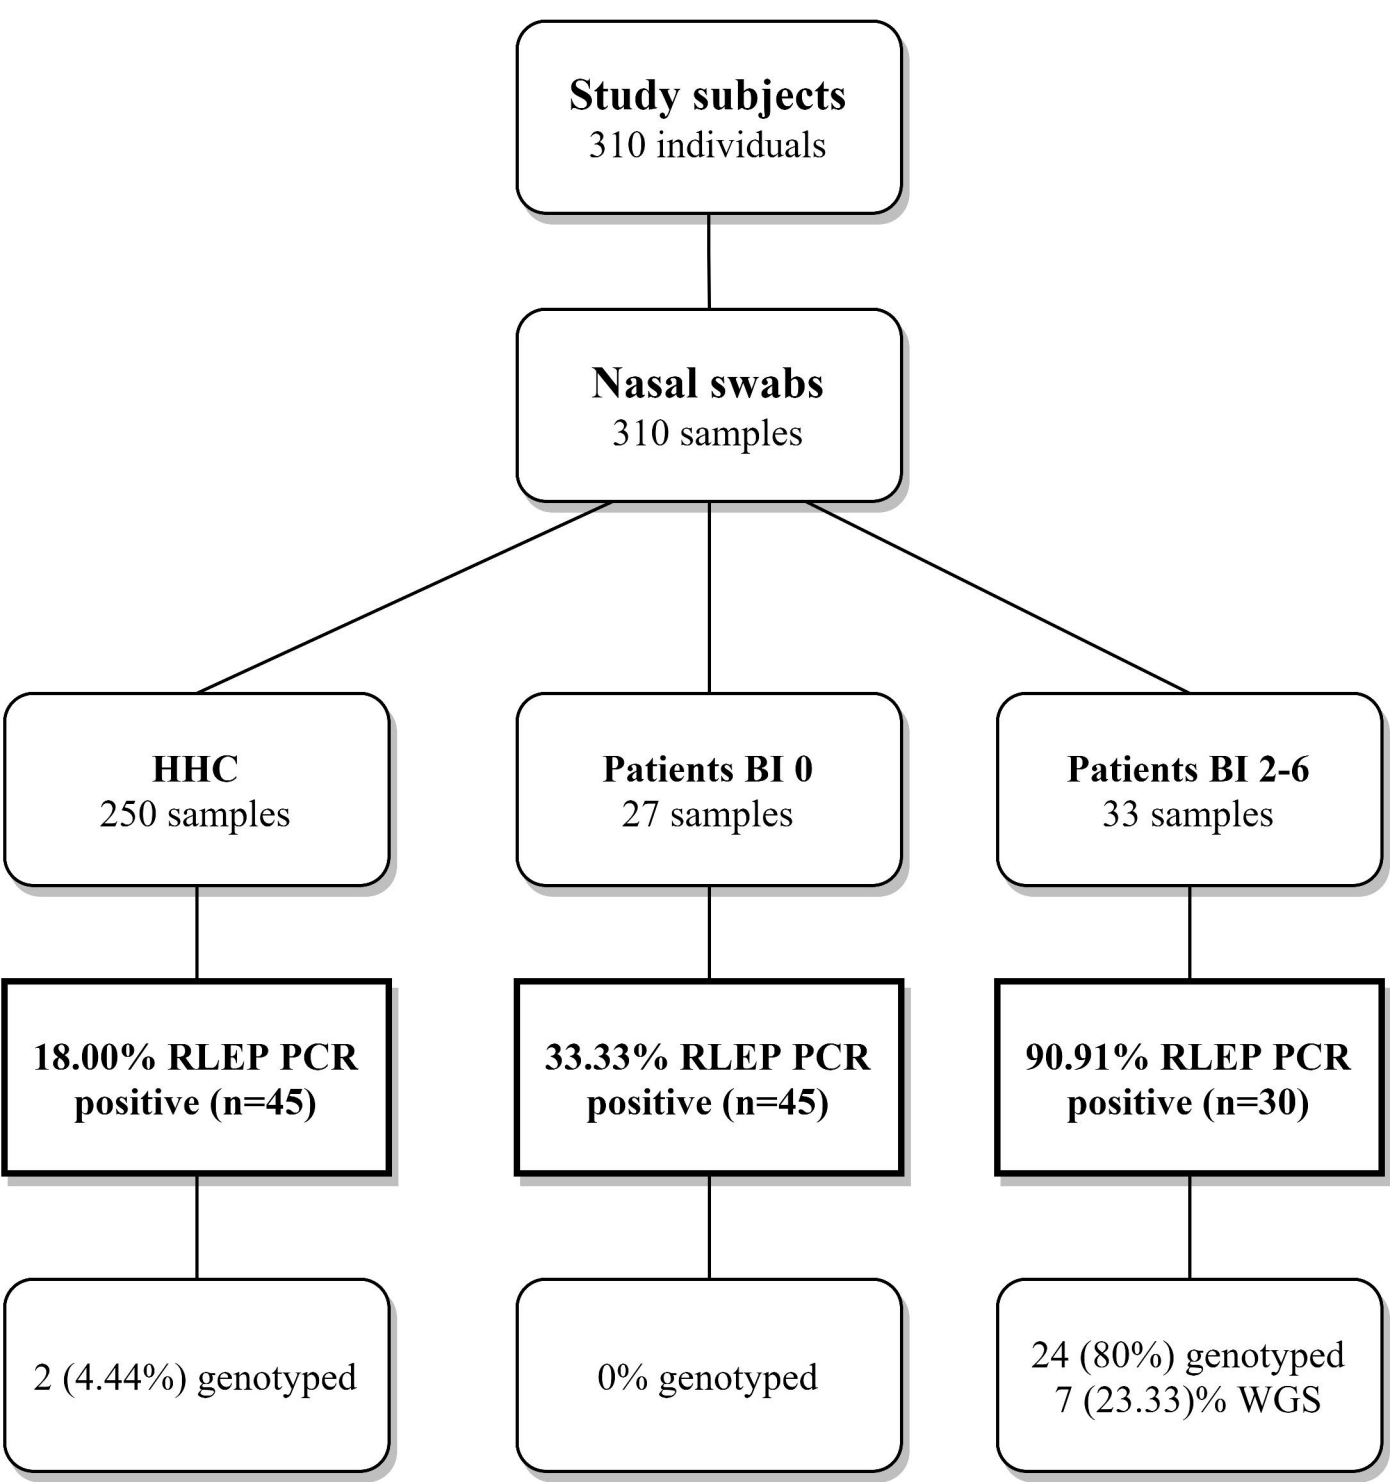 Study subjects
310 individuals
Nasal swabs
310 samples
HHC
250 samples
Patients BI 0
27 samples
Patients BI 2-6
33 samples
18.00% RLEP PCR
positive (n=45)
33.33% RLEP PCR
positive (n=45)
90.91% RLEP PCR
positive (n=30)
2 (4.44%) genotyped
0% genotyped
24 (80%) genotyped
7 (23.33)% WGS